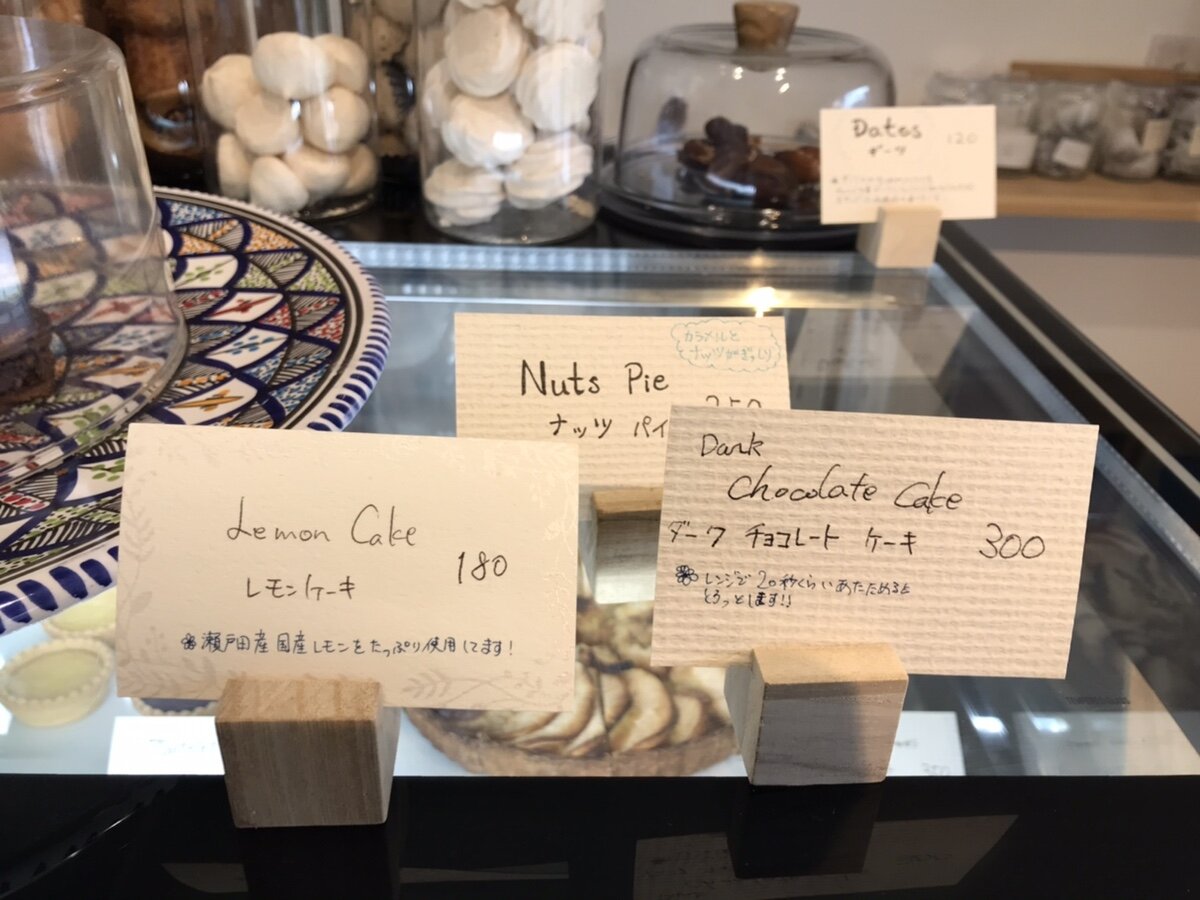 Dates
デーツ 120
カラメルと
ナッツがぎっしり
Nuts Pie
250
ナッツ パイ
Dark
Chocolate Cake
ダーク チョコレート ケーキ 300
レンジで 20秒くらいあたためると
とろっとします!!
Lemon Cake
レモンケーキ 180
瀬戸田産国産レモンをたっぷり使用してます!